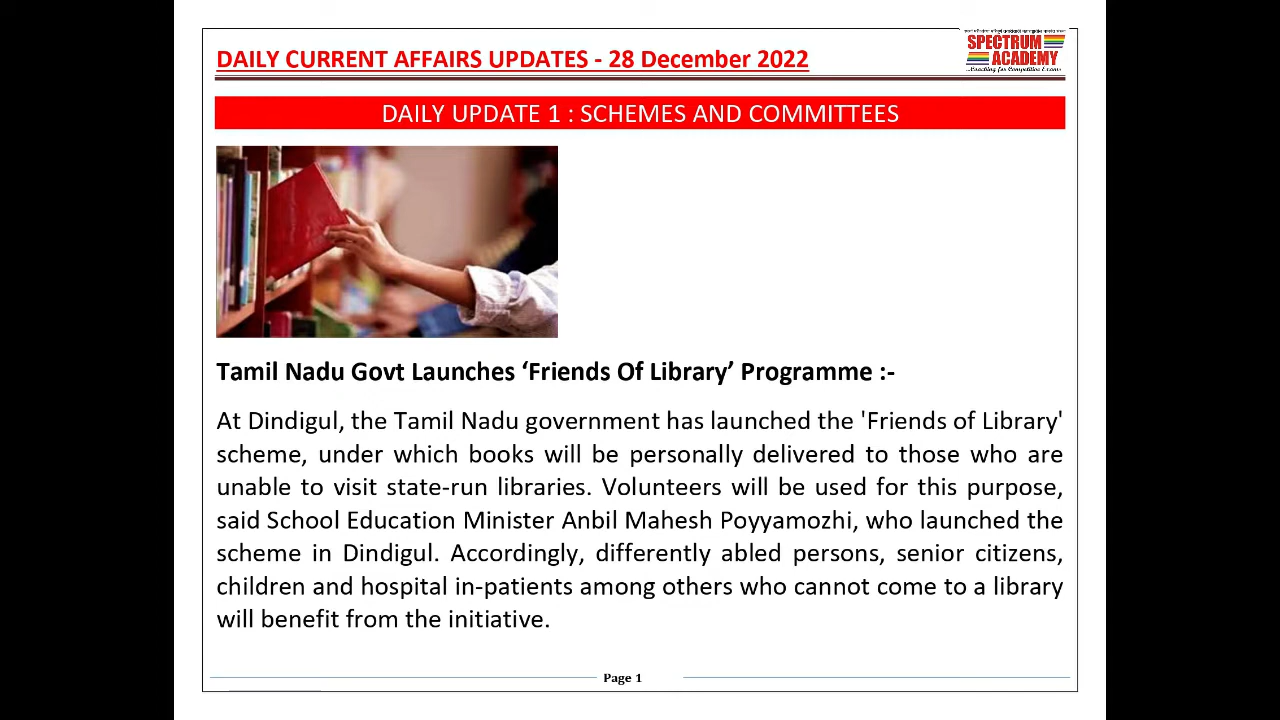 DAILY CURRENT AFFAIRS UPDATES - 28 December 2022
SPECTRUM
ACADEMY
...Coaching for Competitive Exams
DAILY UPDATE 1 : SCHEMES AND COMMITTEES
Tamil Nadu Govt Launches ‘Friends Of Library’ Programme :-
At Dindigul, the Tamil Nadu government has launched the 'Friends of Library'
scheme, under which books will be personally delivered to those who are
unable to visit state-run libraries. Volunteers will be used for this purpose,
said School Education Minister Anbil Mahesh Poyyamozhi, who launched the
scheme in Dindigul. Accordingly, differently abled persons, senior citizens,
children and hospital in-patients among others who cannot come to a library
will benefit from the initiative.
Page 1